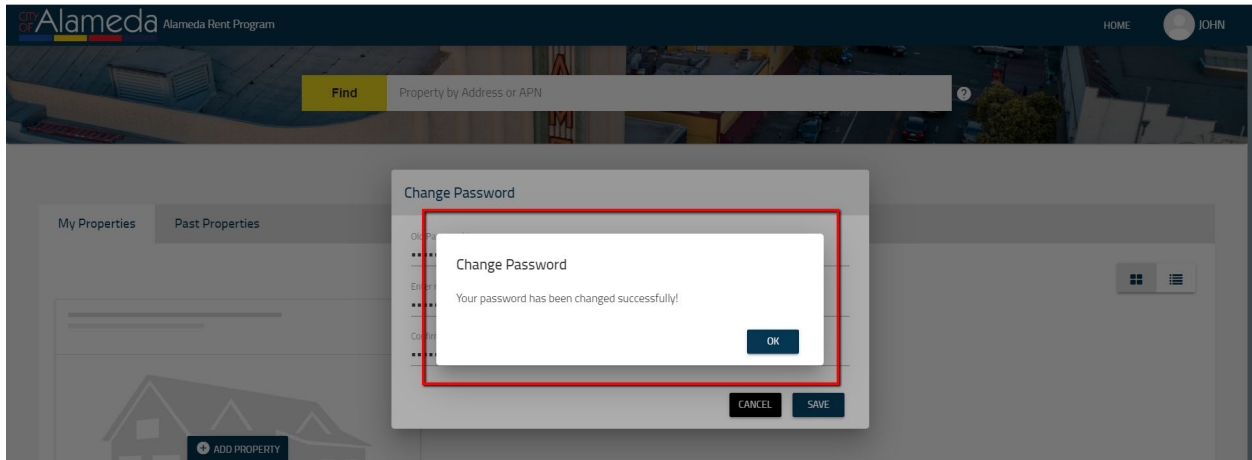 CITY OF Alameda Alameda Rent Program
HOME JOHN
Find Property by Address or APN ?
Change Password
My Properties Past Properties
Change Password
Your password has been changed successfully!
OK
CANCEL SAVE
ADD PROPERTY